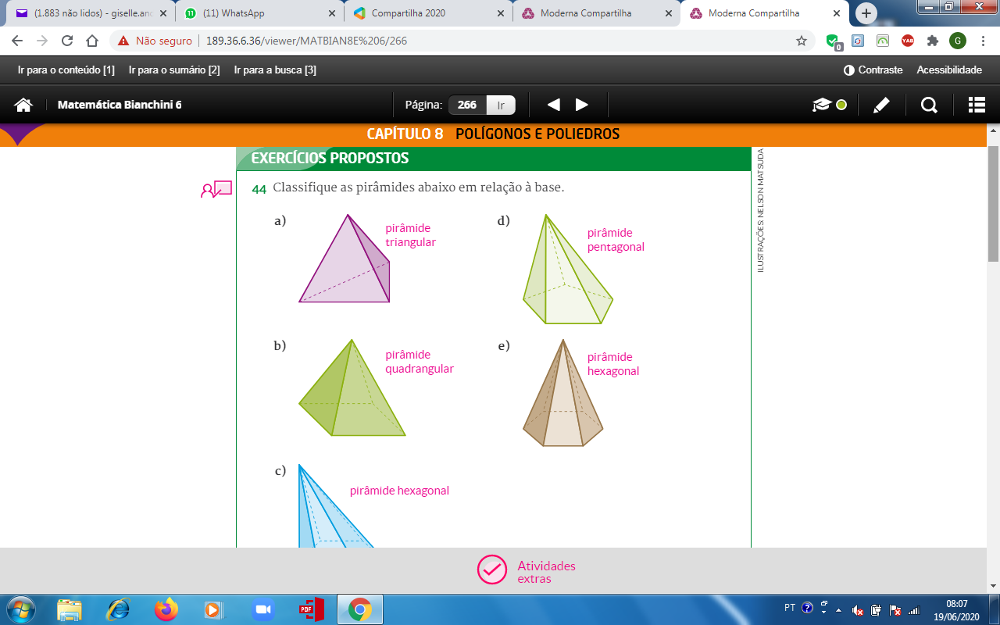 (1.883 não lidos) - giselle.and
(11) WhatsApp
Compartilha 2020
Moderna Compartilha
Moderna Compartilha
Não seguro
189.36.6.36/viewer/MATBIAN8E%206/266
0
YAB
G
Ir para o conteúdo [1]
Ir para o sumário [2]
Ir para a busca [3]
Contraste
Acessibilidade
Matemática Bianchini 6
Página:
266
Ir
CAPÍTULO 8 POLÍGONOS E POLIEDROS
EXERCÍCIOS PROPOSTOS
ILUSTRAÇÕES: NELSON MATSUDA
44 Classifique as pirâmides abaixo em relação à base.
a)
pirâmide
triangular
d)
pirâmide
pentagonal
b)
pirâmide
quadrangular
e)
pirâmide
hexagonal
c)
pirâmide hexagonal
Atividades
extras
PDF
PT
08:07
19/06/2020